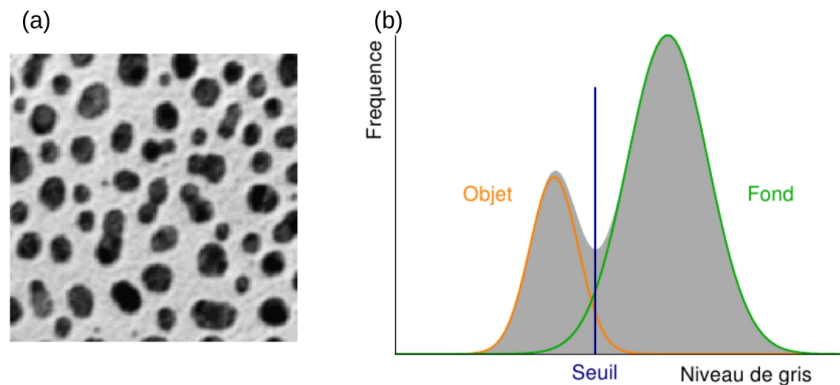 (a)
(b)
Frequence
Objet
Fond
Seuil
Niveau de gris